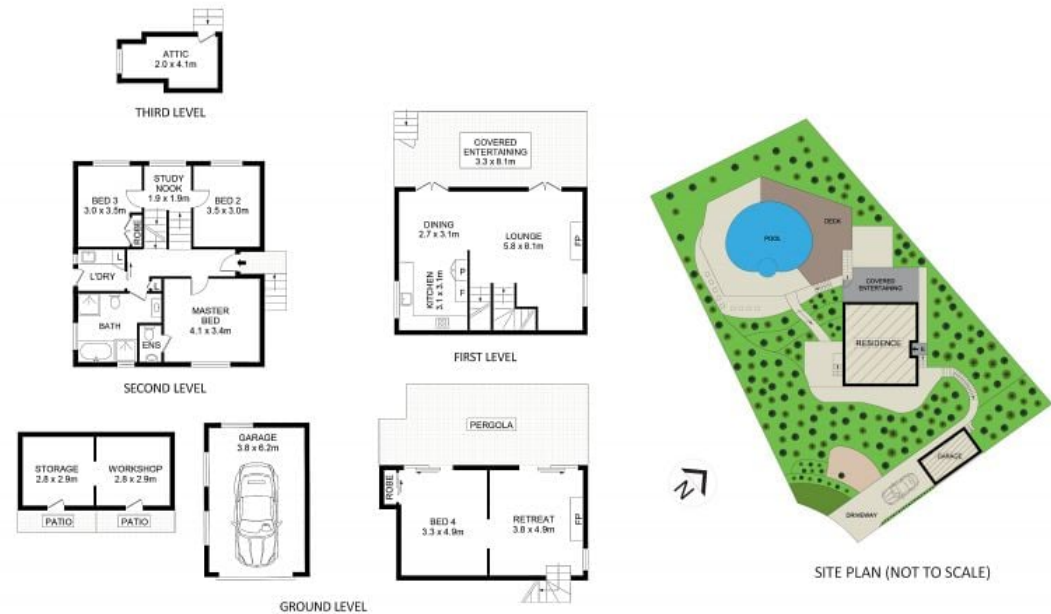 ATTIC
2.0 x 4.1m
THIRD LEVEL
BED 3
3.0 x 3.5m
STUDY
NOOK
1.9 x 1.9m
BED 2
3.5 x 3.0m
ROBE
L
L'DRY
L
BATH
ENS
MASTER
BED
4.1 x 3.4m
SECOND LEVEL
COVERED
ENTERTAINING
3.3 x 8.1m
DINING
2.7 x 3.1m
LOUNGE
5.8 x 6.1m
FP
KITCHEN
3.1 x 3.1m
P
F
FIRST LEVEL
STORAGE
2.8 x 2.9m
WORKSHOP
2.8 x 2.9m
PATIO
PATIO
GARAGE
3.8 x 6.2m
PERGOLA
ROBE
BED 4
3.3 x 4.9m
RETREAT
3.8 x 4.9m
FP
GROUND LEVEL
POOL
DECK
COVERED
ENTERTAINING
RESIDENCE
GARAGE
DRIVEWAY
N
SITE PLAN (NOT TO SCALE)